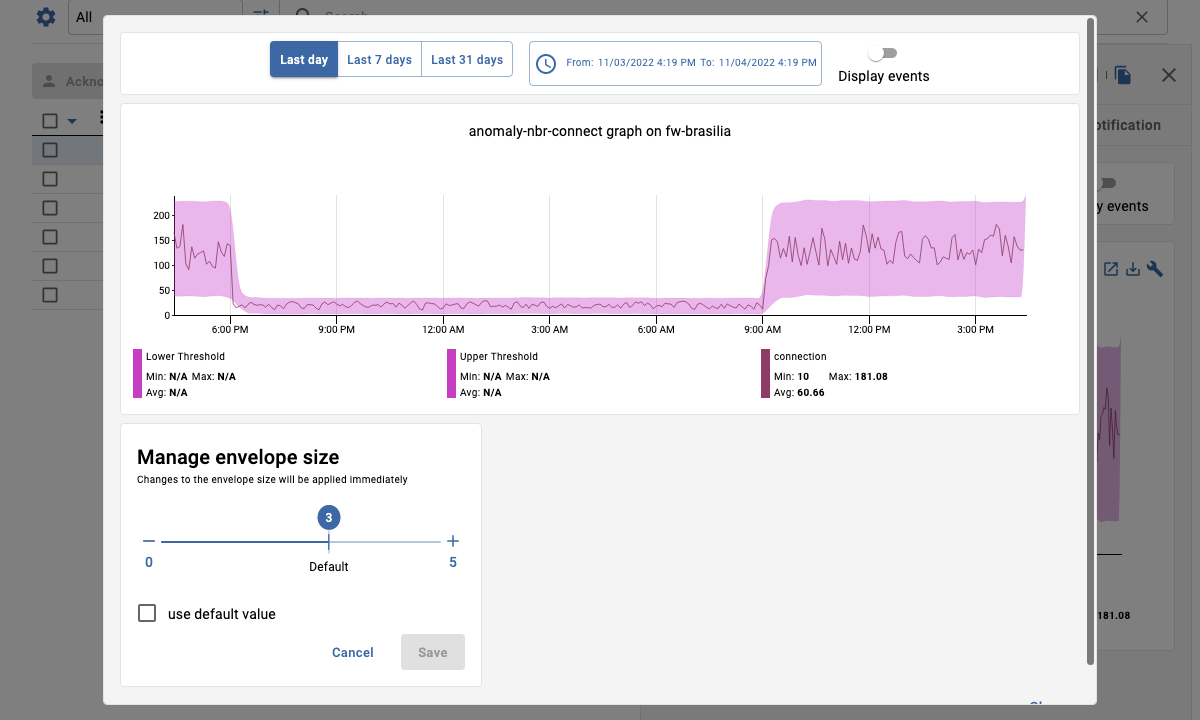 All
Search
Last day
Last 7 days
Last 31 days
From: 11/03/2022 4:19 PM To: 11/04/2022 4:19 PM
Display events
anomaly-nbr-connect graph on fw-brasilia
200
150
100
50
0
6:00 PM
9:00 PM
12:00 AM
3:00 AM
6:00 AM
9:00 AM
12:00 PM
3:00 PM
Lower Threshold
Min: N/A Max: N/A
Avg: N/A
Upper Threshold
Min: N/A Max: N/A
Avg: N/A
connection
Min: 10 Max: 181.08
Avg: 60.66
Manage envelope size
Changes to the envelope size will be applied immediately
3
0
5
Default
use default value
Cancel
Save
events
181.08